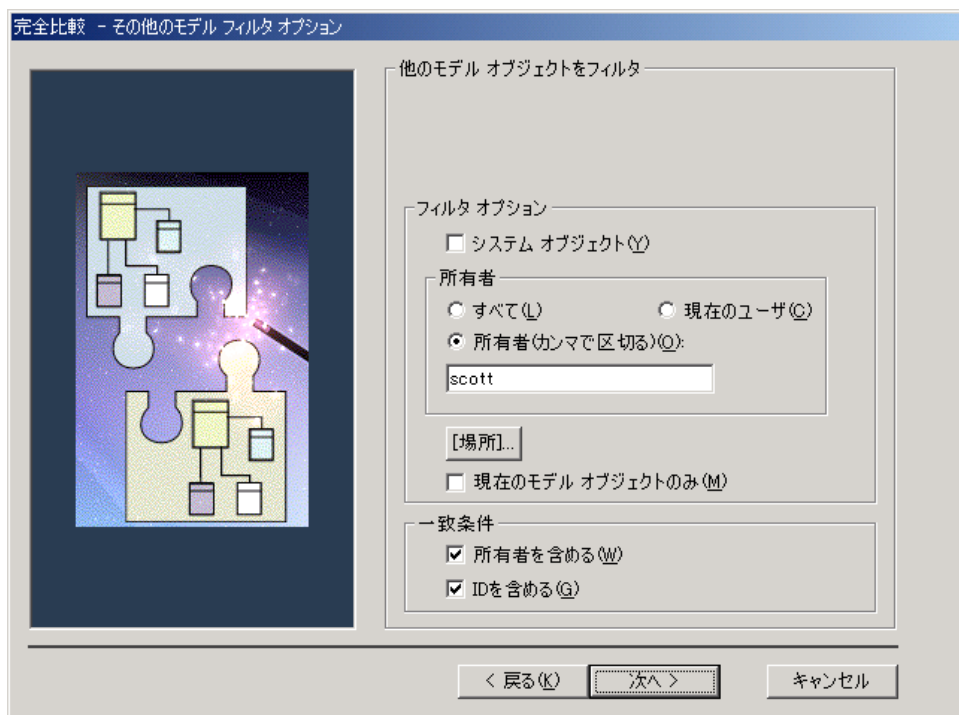 完全比較 － その他のモデル フィルタ オプション
他のモデル オブジェクトをフィルタ
フィルタ オプション
システム オブジェクト(Y)
所有者
すべて(L)
現在のユーザ(C)
所有者(カンマで区切る)(O):
scott
[場所]...
現在のモデル オブジェクトのみ(M)
一致条件
所有者を含める(W)
IDを含める(G)
< 戻る(K)
次へ >
キャンセル